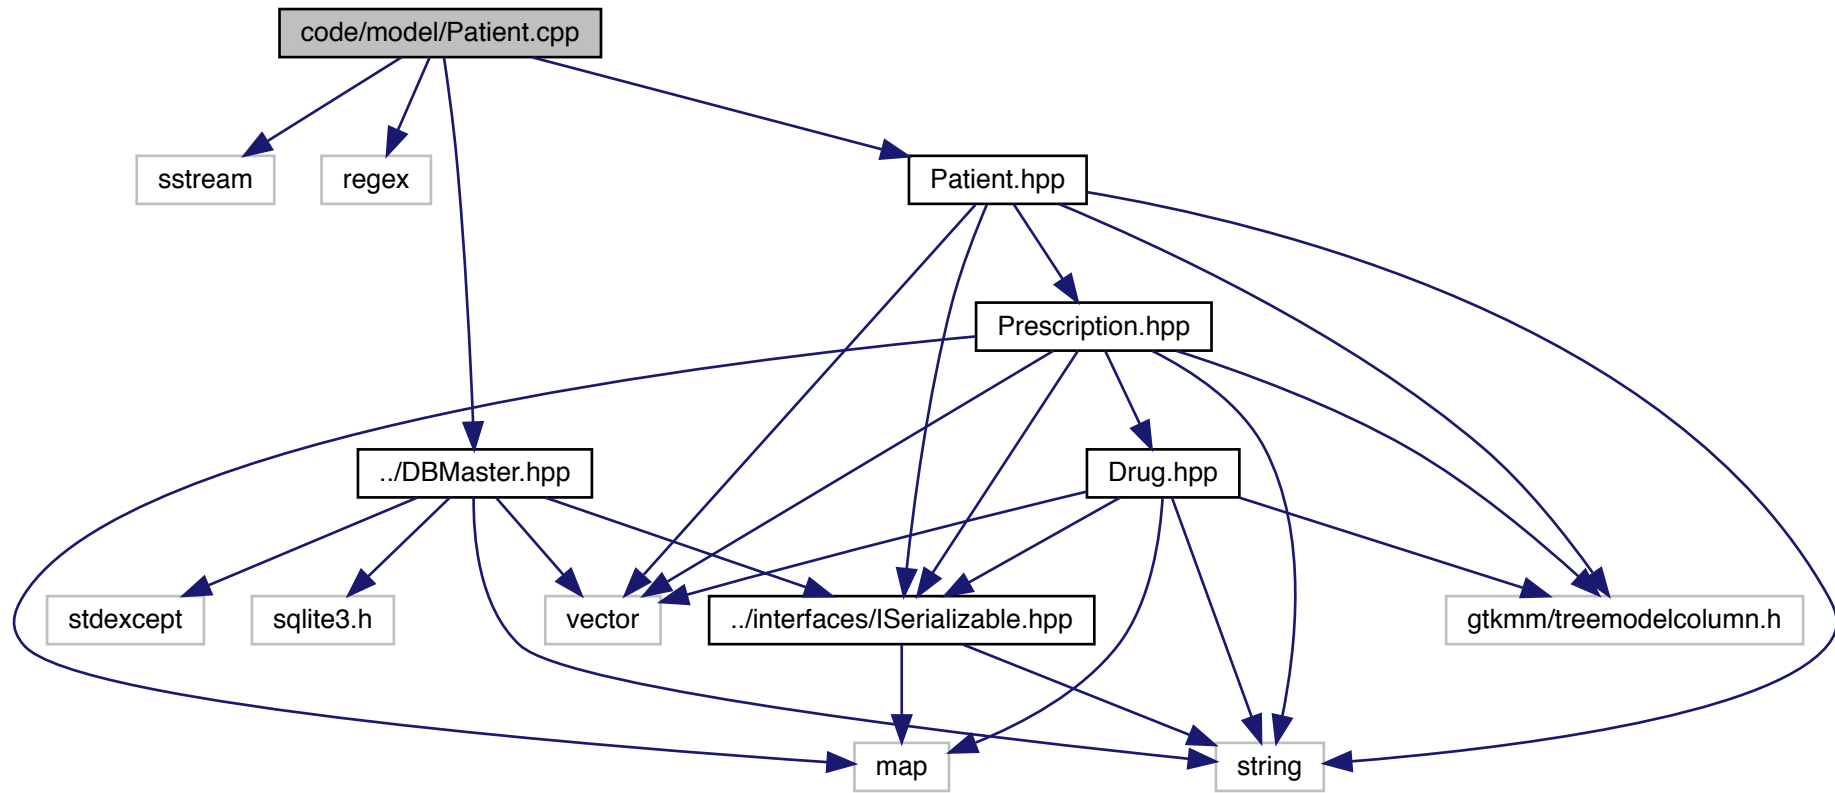 code/model/Patient.cpp
sstream
regex
Patient.hpp
Prescription.hpp
../DBMaster.hpp
Drug.hpp
stdexcept
sqlite3.h
vector
../interfaces/ISerializable.hpp
gtkmm/treemodelcolumn.h
map
string